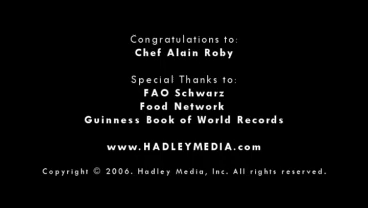 Congratulations to:
Chef Alain Roby
Special Thanks to:
FAO Schwarz
Food Network
Guinness Book of World Records
www.HADLEYMEDIA.com
Copyright © 2006. Hadley Media, Inc. All rights reserved.